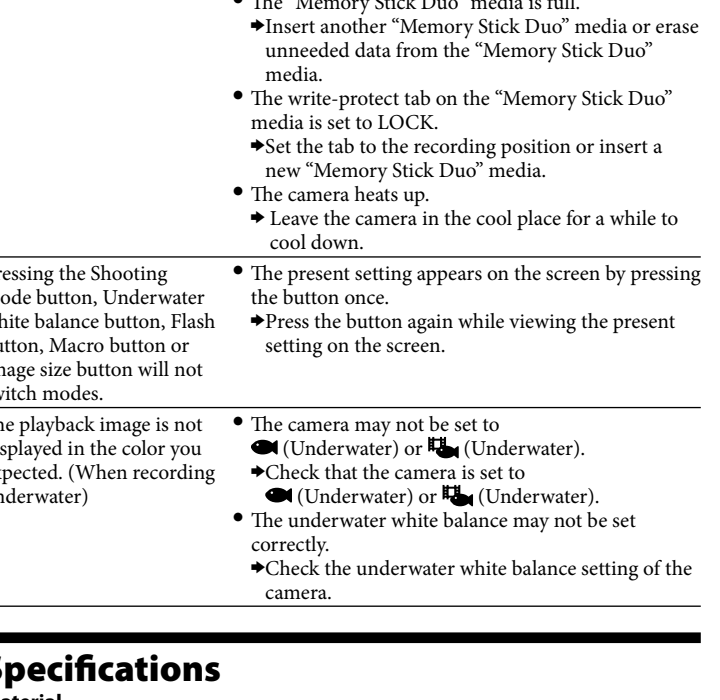 • The “Memory Stick Duo” media is full.
➡Insert another “Memory Stick Duo” media or erase
unneeded data from the “Memory Stick Duo”
media.
• The write-protect tab on the “Memory Stick Duo”
media is set to LOCK.
➡Set the tab to the recording position or insert a
new “Memory Stick Duo” media.
• The camera heats up.
➡ Leave the camera in the cool place for a while to
cool down.
ressing the Shooting
ode button, Underwater
hite balance button, Flash
utton, Macro button or
mage size button will not
witch modes.
• The present setting appears on the screen by pressing
the button once.
➡Press the button again while viewing the present
setting on the screen.
he playback image is not
isplayed in the color you
xpected. (When recording
nderwater)
• The camera may not be set to
(Underwater) or (Underwater).
➡Check that the camera is set to
(Underwater) or (Underwater).
• The underwater white balance may not be set
correctly.
➡Check the underwater white balance setting of the
camera.
Specifications
aterial